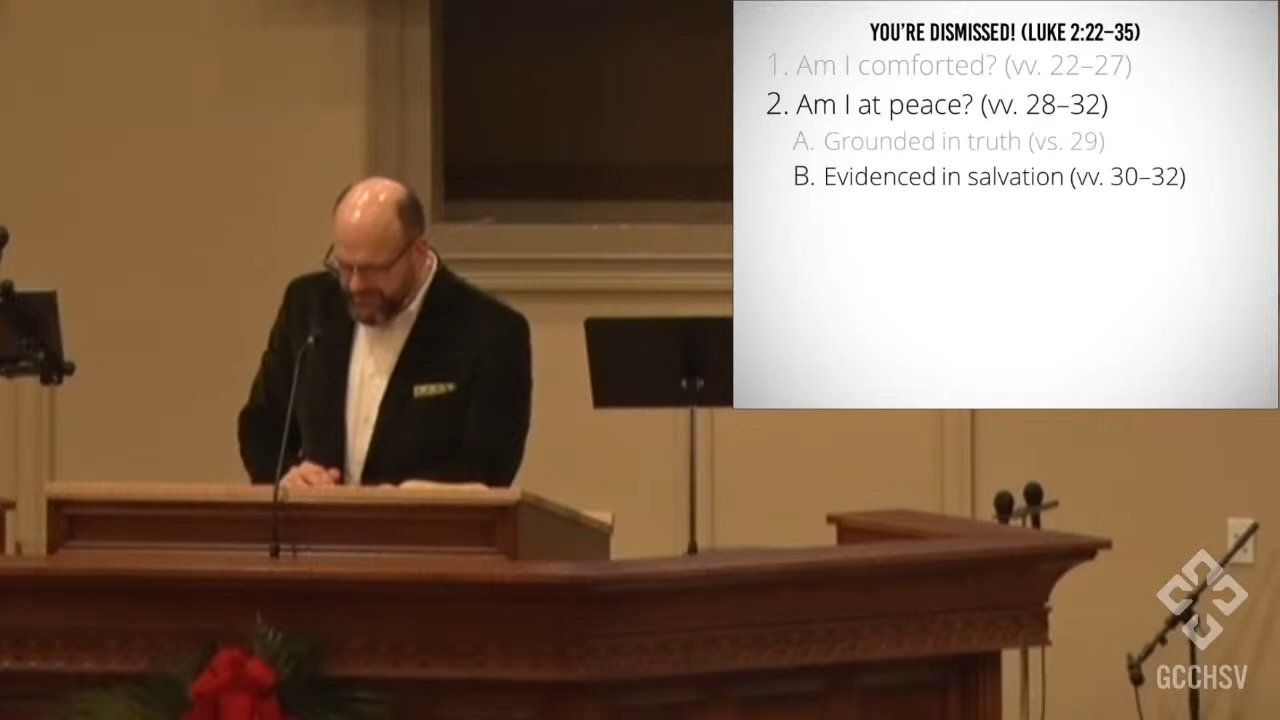 YOU'RE DISMISSED! (LUKE 2:22–35)
1. Am I comforted? (vv. 22–27)
2. Am I at peace? (vv. 28–32)
A. Grounded in truth (vs. 29)
B. Evidenced in salvation (vv. 30–32)
GCCHSV